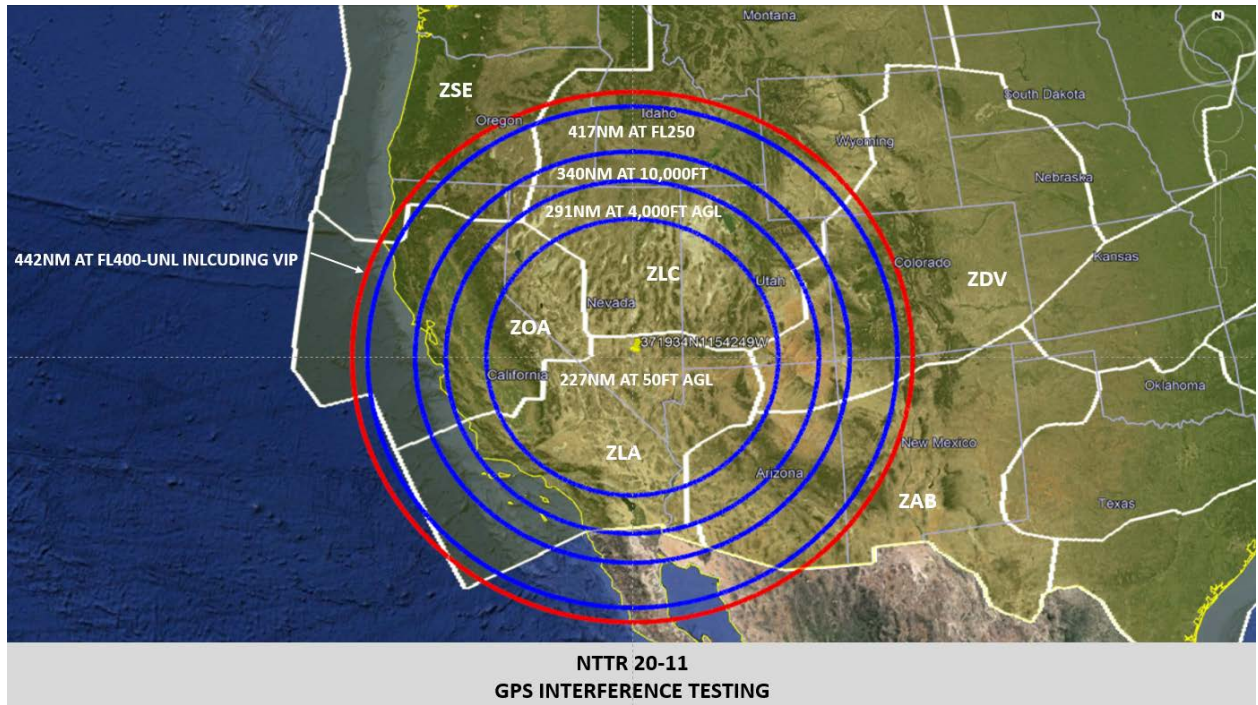 N
Montana
ZSE
South Dakota
Oregon
Idaho
417NM AT FL250
Wyoming
340NM AT 10,000FT
Nebraska
291NM AT 4,000FT AGL
442NM AT FL400-UNL INLCUDING VIP
ZLC
Utah
Colorado
ZDV
Kansas
Nevada
ZOA
371934N1154249W
California
227NM AT 50FT AGL
Oklahoma
ZLA
New Mexico
Arizona
ZAB
Texas
NTTR 20-11
GPS INTERFERENCE TESTING